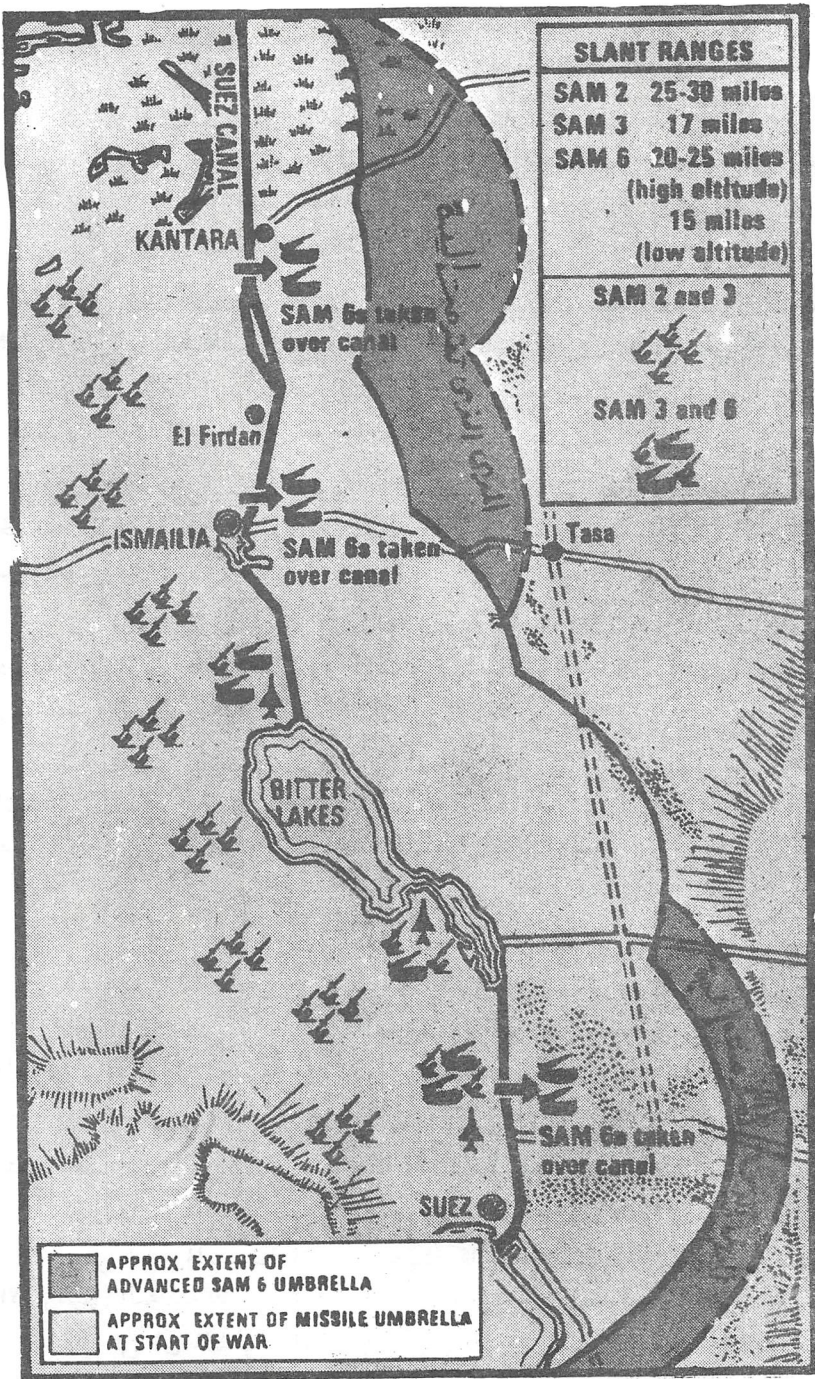 SLANT RANGES
SAM 2 25-30 miles
SAM 3 17 miles
SAM 6 20-25 miles
(high altitude)
15 miles
(low altitude)
SAM 2 and 3
SAM 3 and 6
SUEZ CANAL
KANTARA
SAM 6s taken
over canal
El Firdan
ISMAILIA
SAM 6s taken
over canal
Tasa
المدى الذى
BITTER
LAKES
SAM 6s taken
over canal
SUEZ
APPROX EXTENT OF
ADVANCED SAM 6 UMBRELLA
APPROX EXTENT OF MISSILE UMBRELLA
AT START OF WAR